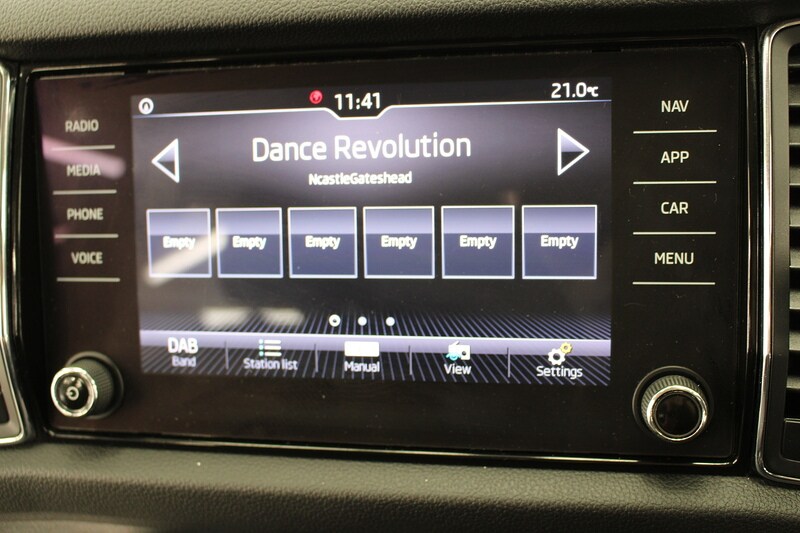 11:41
21.0°C
RADIO
MEDIA
PHONE
VOICE
Dance Revolution
NcastleGateshead
Empty Empty Empty Empty Empty Empty
DAB
Band
Station list
Manual
View
Settings
NAV
APP
CAR
MENU